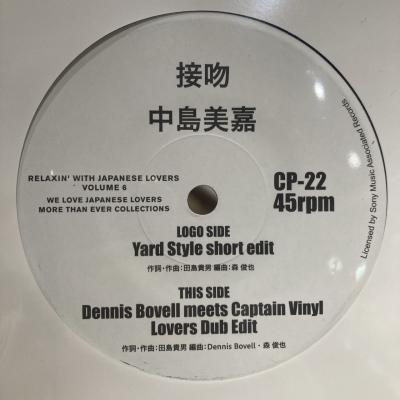 接吻
中島美嘉
RELAXIN' WITH JAPANESE LOVERS
VOLUME 6
WE LOVE JAPANESE LOVERS
MORE THAN EVER COLLECTIONS
CP-22
45rpm
Licensed by Sony Music Associated Records
LOGO SIDE
Yard Style short edit
作詞・作曲:田島貴男 編曲:森 俊也
THIS SIDE
Dennis Bovell meets Captain Vinyl
Lovers Dub Edit
作詞・作曲:田島貴男 編曲:Dennis Bovell・森 俊也